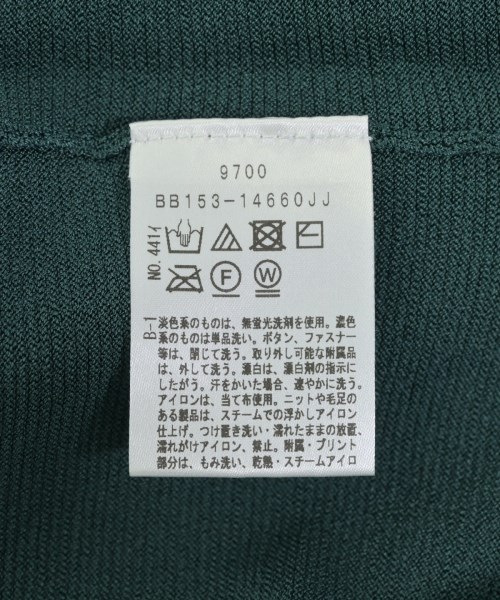 9700
BB153-14660JJ
NO.441イ
F W
B-1
淡色系のものは、無蛍光洗剤を使用。濃色
系のものは単品洗い。ボタン、ファスナー
等は、閉じて洗う。取り外し可能な附属品
は、外して洗う。漂白は、漂白剤の指示に
したがう。汗をかいた場合、速やかに洗う。
アイロンは、当て布使用。ニットや毛足の
ある製品は、スチームでの浮かしアイロン
仕上げ。つけ置き洗い・濡れたままの放置、
濡れがけアイロン、禁止。附属・プリント
部分は、もみ洗い、乾熱・スチームアイロ